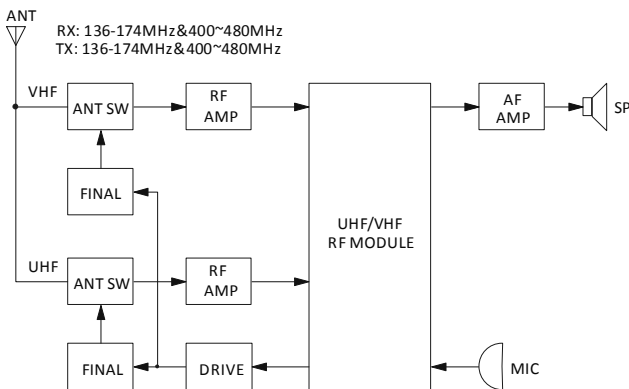 ANT
RX: 136-174MHz&400~480MHz
TX: 136-174MHz&400~480MHz
VHF
ANT SW
RF
AMP
AF
AMP
SP
FINAL
UHF/VHF
RF MODULE
UHF
ANT SW
RF
AMP
FINAL
DRIVE
MIC